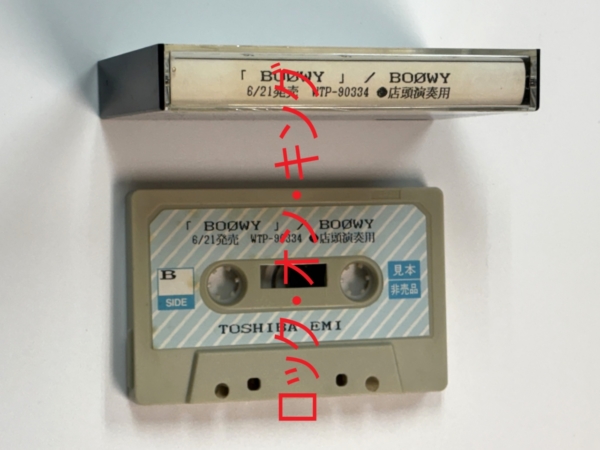 「 BOØWY 」 / BOØWY
6/21発売 WTP-90334 ●店頭演奏用
「 BOØWY 」 / BOØWY
6/21発売 WTP-90334 ●店頭演奏用
B
SIDE
見本
非売品
TOSHIBA EMI
ロック・オン・キング